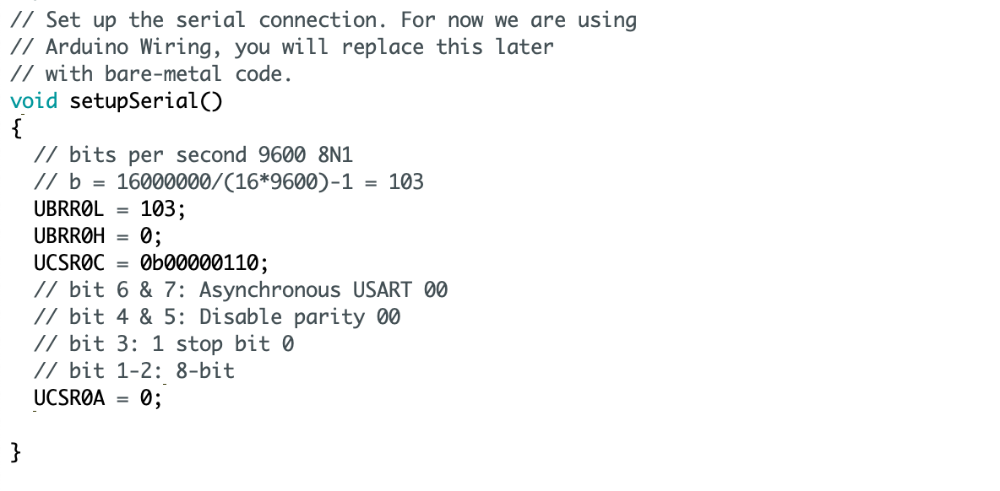 // Set up the serial connection. For now we are using
// Arduino Wiring, you will replace this later
// with bare-metal code.
void setupSerial()
{
  // bits per second 9600 8N1
  // b = 16000000/(16*9600)-1 = 103
  UBRR0L = 103;
  UBRR0H = 0;
  UCSR0C = 0b00000110;
  // bit 6 & 7: Asynchronous USART 00
  // bit 4 & 5: Disable parity 00
  // bit 3: 1 stop bit 0
  // bit 1-2: 8-bit
  UCSR0A = 0;

}